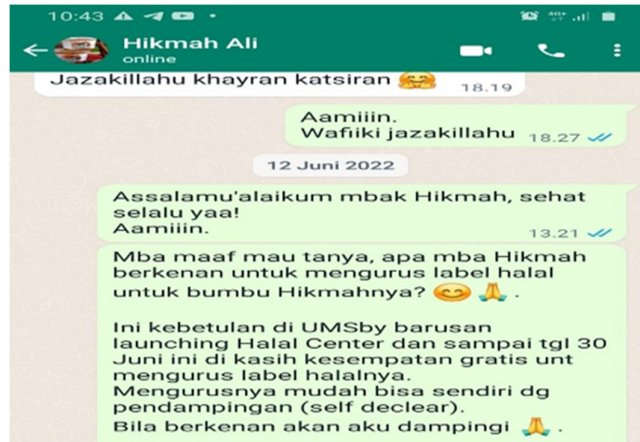 10:43
Hikmah Ali
online
Jazakillahu khayran katsiran 🤗
18.19
Aamiiin.
Wafiiki jazakillahu 18.27
12 Juni 2022
Assalamu'alaikum mbak Hikmah, sehat
selalu yaa!
Aamiiin.
13.21
Mba maaf mau tanya, apa mba Hikmah
berkenan untuk mengurus label halal
untuk bumbu Hikmahnya? 😊 🙏 .
Ini kebetulan di UMSby barusan
launching Halal Center dan sampai tgl 30
Juni ini di kasih kesempatan gratis unt
mengurus label halalnya.
Mengurusnya mudah bisa sendiri dg
pendampingan (self declear).
Bila berkenan akan aku dampingi 🙏 .